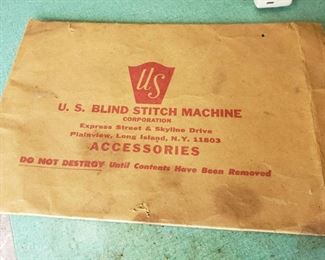 US
U. S. BLIND STITCH MACHINE
CORPORATION
Express Street & Skyline Drive
Plainview, Long Island, N.Y. 11803
ACCESSORIES
DO NOT DESTROY Until Contents Have Been Removed